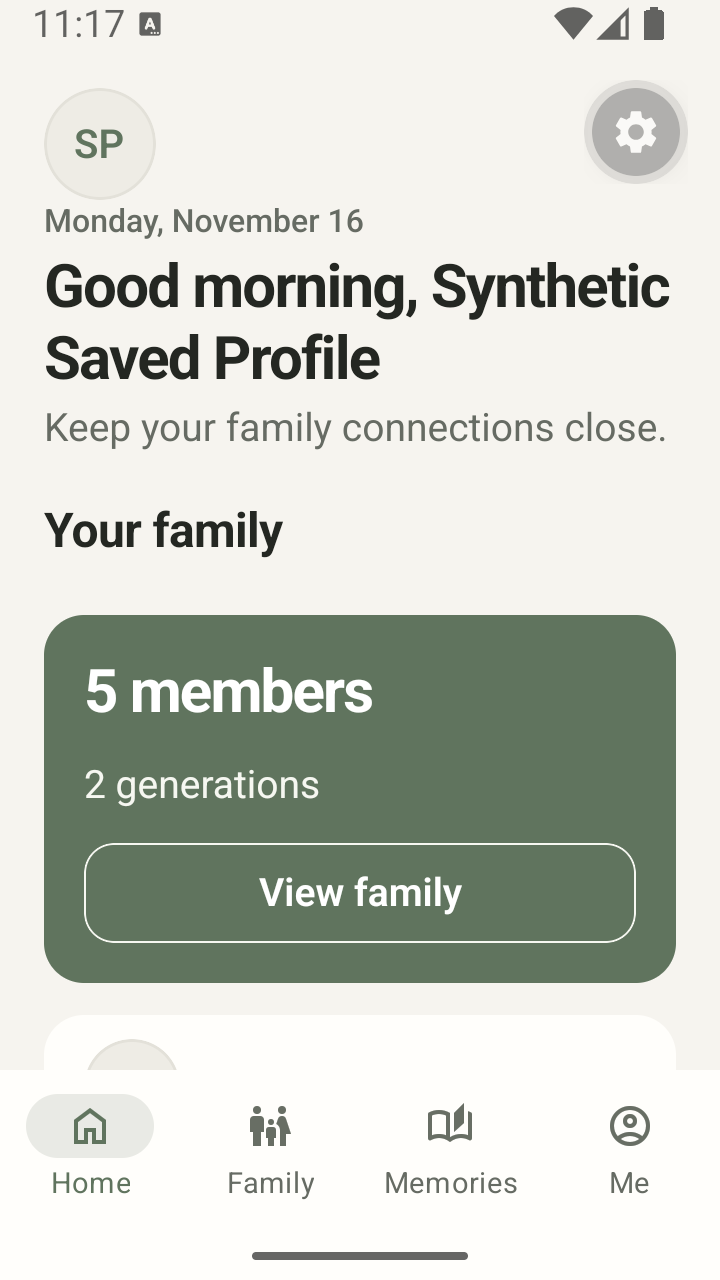 11:17
A
SP
Monday, November 16
Good morning, Synthetic
Saved Profile
Keep your family connections close.
Your family
5 members
2 generations
View family
Home
Family
Memories
Me